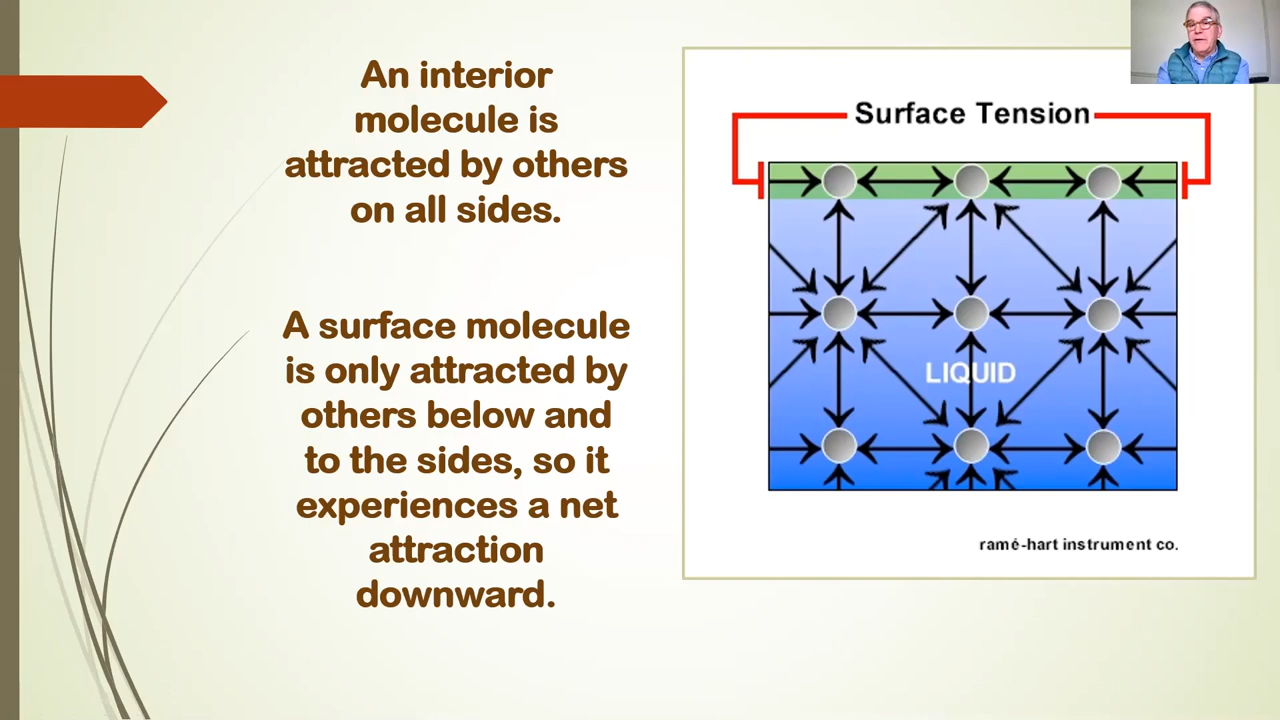 An interior
molecule is
attracted by others
on all sides.
A surface molecule
is only attracted by
others below and
to the sides, so it
experiences a net
attraction
downward.
Surface Tension
LIQUID
ramé-hart instrument co.